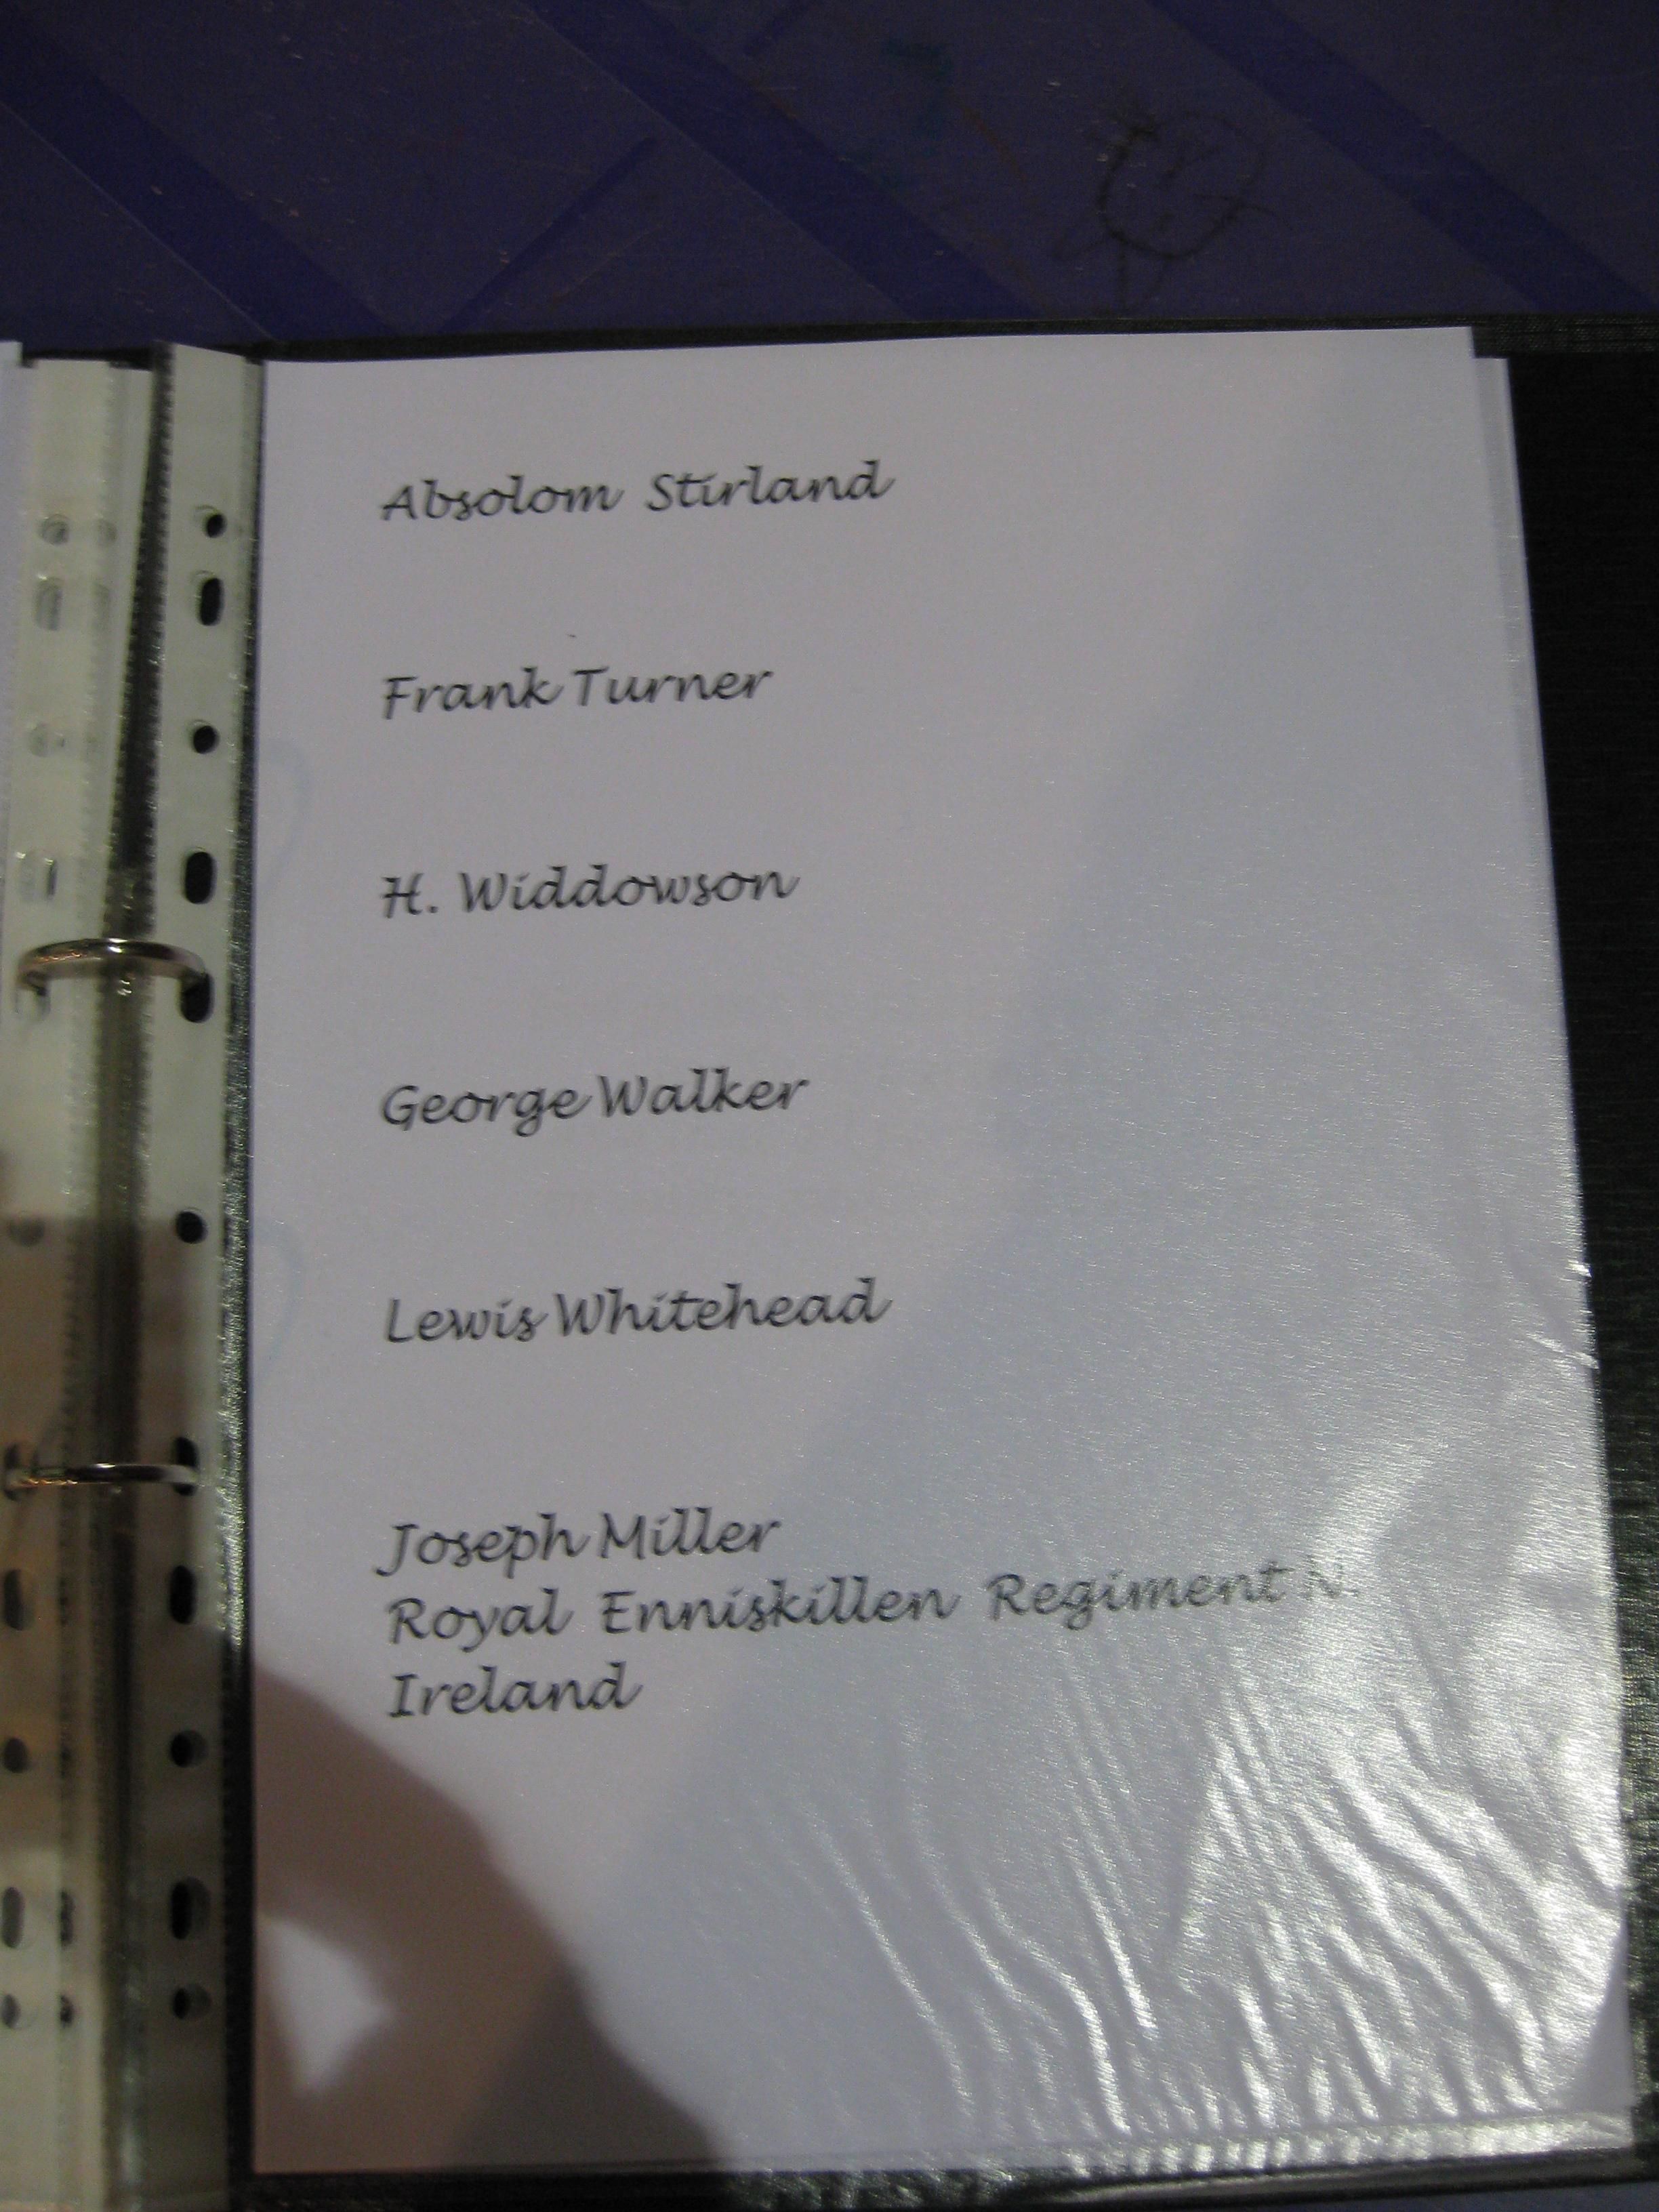 Absolom Stirland
Frank Turner
H. Widdowson
George Walker
Lewis Whitehead
Joseph Miller
Royal Enniskillen Regiment N.
Ireland